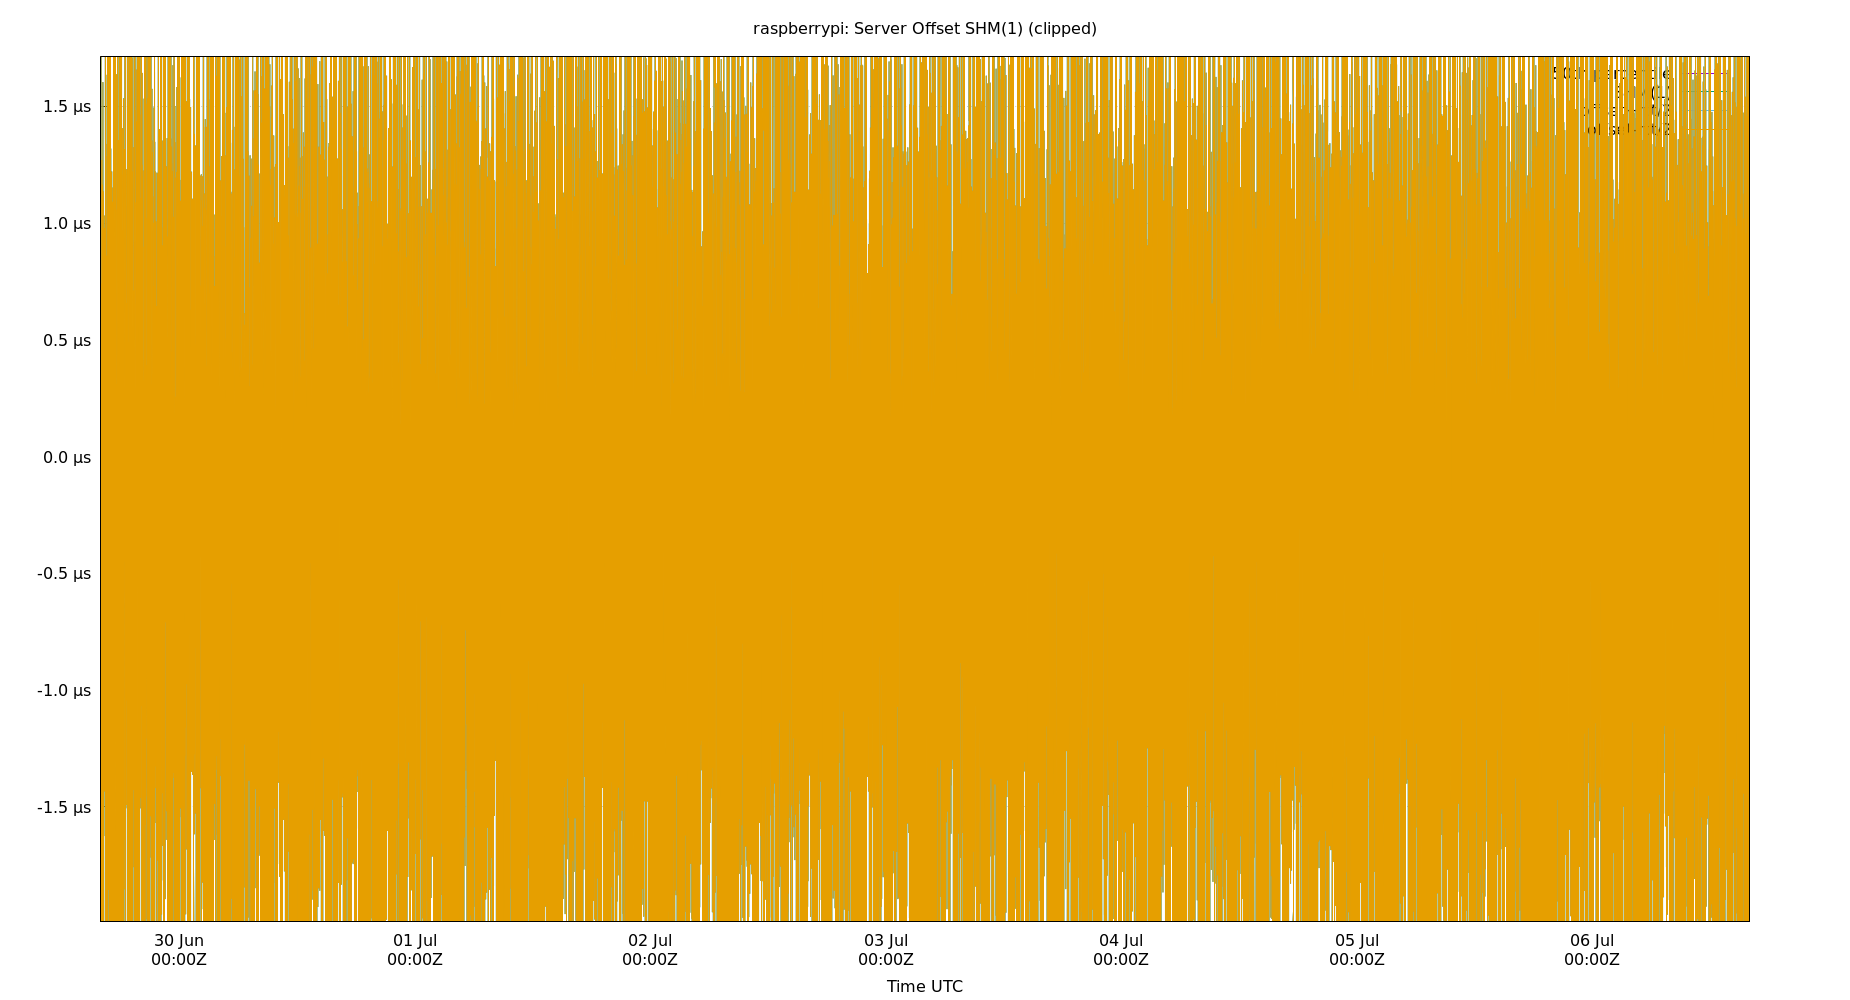 raspberrypi: Server Offset SHM(1) (clipped)
1.5 µs
1.0 µs
0.5 µs
0.0 µs
-0.5 µs
-1.0 µs
-1.5 µs
30 Jun 01 Jul 02 Jul 03 Jul 04 Jul 05 Jul 06 Jul
00:00Z 00:00Z 00:00Z 00:00Z 00:00Z 00:00Z 00:00Z
Time UTC